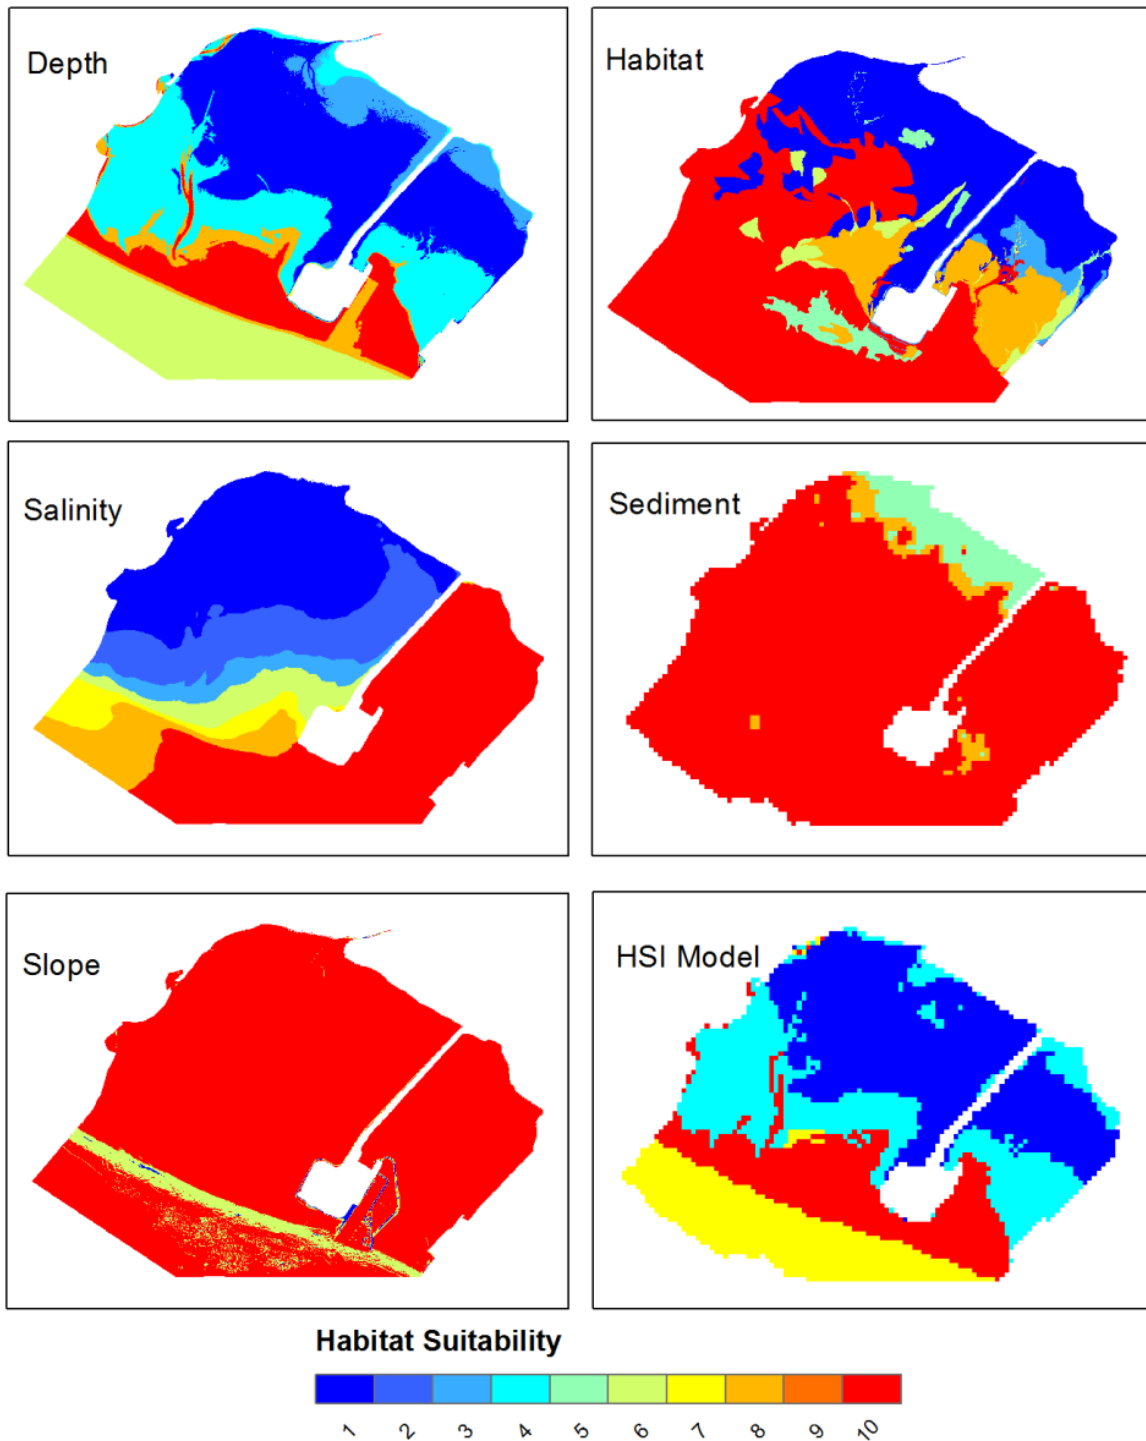 Depth
Habitat
Salinity
Sediment
Slope
HSI Model
Habitat Suitability
1 2 3 4 5 6 7 8 9 10